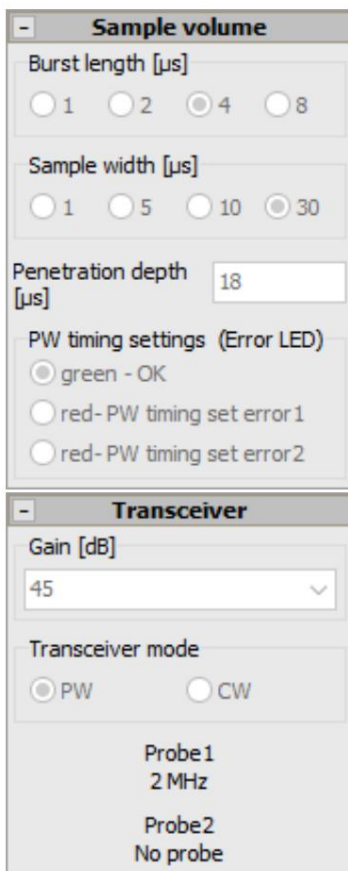 - Sample volume
Burst length [µs]
1 2 4 8
Sample width [µs]
1 5 10 30
Penetration depth
[µs]
18
PW timing settings (Error LED)
green - OK
red- PW timing set error1
red- PW timing set error2
- Transceiver
Gain [dB]
45
Transceiver mode
PW CW
Probe1
2 MHz
Probe2
No probe